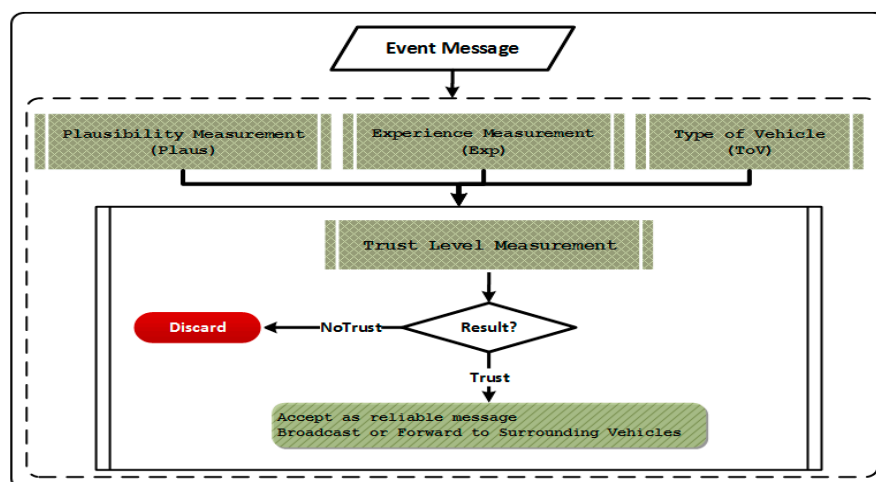 Event Message
Plausibility Measurement
(Plaus)
Experience Measurement
(Exp)
Type of Vehicle
(ToV)
Trust Level Measurement
Result?
NoTrust
Discard
Trust
Accept as reliable message
Broadcast or Forward to Surrounding Vehicles